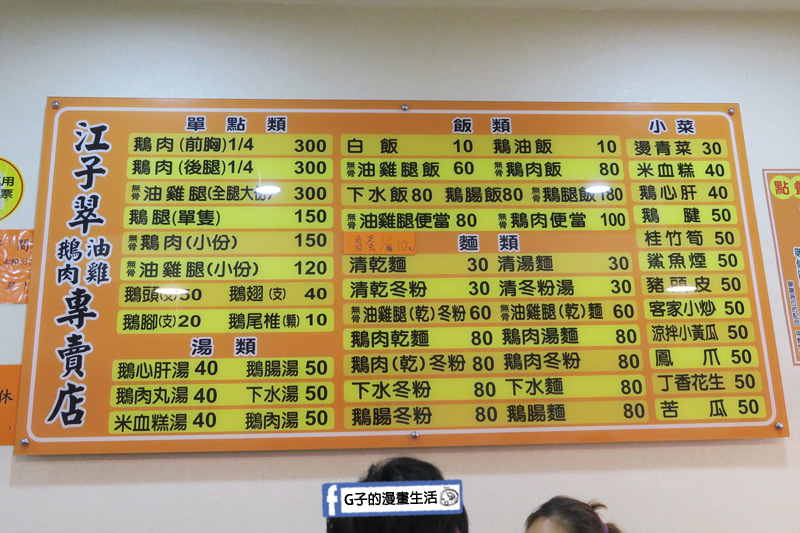 江子翠
鵝肉 油雞
專賣店
單點類
鵝肉(前胸)1/4 300
鵝肉(後腿)1/4 300
無骨油雞腿(全腿大份) 300
鵝腿(單隻) 150
無骨鵝肉(小份) 150
無骨油雞腿(小份) 120
鵝頭(支)50 鵝翅(支) 40
鵝腳(支)20 鵝尾椎(顆)10
湯類
鵝心肝湯 40 鵝腸湯 50
鵝肉丸湯 40 下水湯 50
米血糕湯 40 鵝肉湯 50
飯類
白飯 10 鵝油飯 10
無骨油雞腿飯 60 無骨鵝肉飯 80
下水飯80 鵝腸飯80 無骨鵝腿飯180
無骨油雞腿便當 80 無骨鵝肉便當 100
麵類
清乾麵 30 清湯麵 30
清乾冬粉 30 清冬粉湯 30
無骨油雞腿(乾)冬粉60 無骨油雞腿(乾)麵 60
鵝肉乾麵 80 鵝肉湯麵 80
鵝肉(乾)冬粉 80 鵝肉冬粉 80
下水冬粉 80 下水麵 80
鵝腸冬粉 80 鵝腸麵 80
小菜
燙青菜 30
米血糕 40
鵝心肝 40
鵝腱 50
桂竹筍 50
鯊魚煙 50
豬頭皮 50
客家小炒 50
涼拌小黃瓜 50
鳳爪 50
丁香花生 50
苦瓜 50
點
用
票
休
G子的漫畫生活